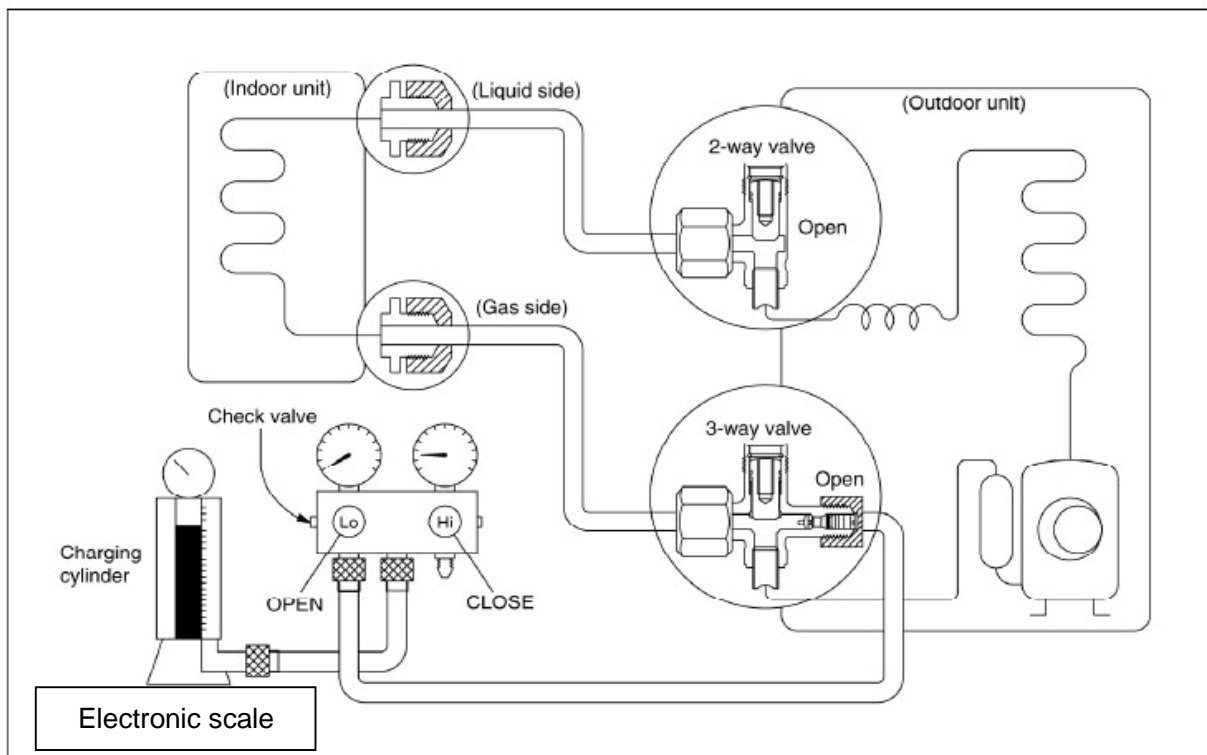 (Indoor unit)
(Liquid side)
(Outdoor unit)
2-way valve
Open
(Gas side)
Check valve
3-way valve
Open
Lo
Hi
Charging
cylinder
OPEN
CLOSE
Electronic scale